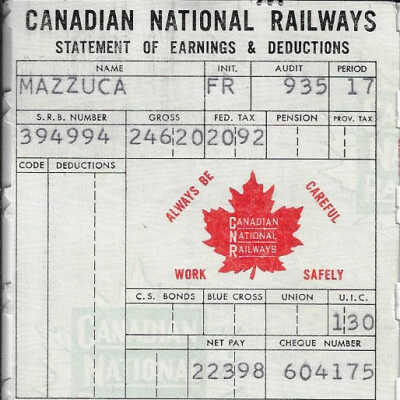 CANADIAN NATIONAL RAILWAYS
STATEMENT OF EARNINGS & DEDUCTIONS
NAME INIT. AUDIT PERIOD
MAZZUCA FR 935 17
S.R.B. NUMBER GROSS FED. TAX PENSION PROV. TAX
394994 24620 2092
CODE DEDUCTIONS
ALWAYS BE CAREFUL
CANADIAN
NATIONAL
RAILWAYS
WORK SAFELY
C.S. BONDS BLUE CROSS UNION U.I.C.
130
NET PAY CHEQUE NUMBER
22398 604175
CANADIAN
NATIONAL